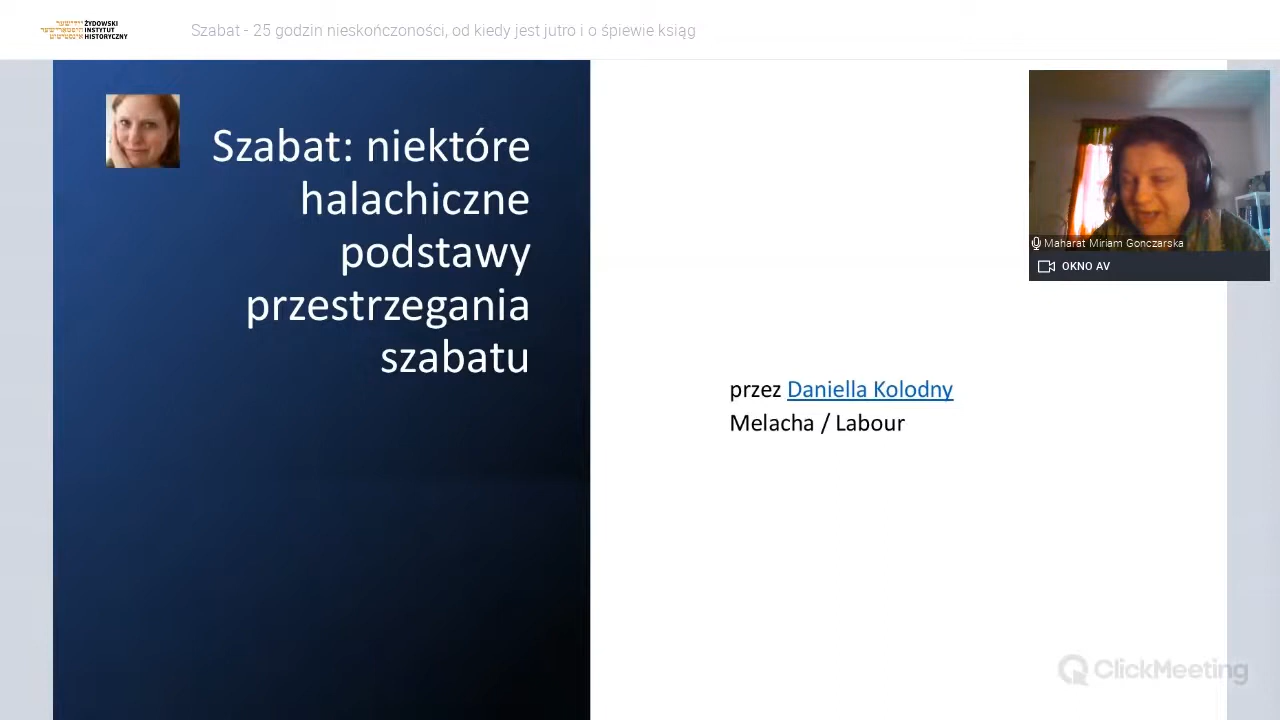 ŻYDOWSKI
INSTYTUT
HISTORYCZNY
Szabat - 25 godzin nieskończoności, od kiedy jest jutro i o śpiewie ksiąg
Szabat: niektóre
halachiczne
podstawy
przestrzegania
szabatu
przez Daniella Kolodny
Melacha / Labour
Maharat Miriam Gonczarska
OKNO AV
ClickMeeting